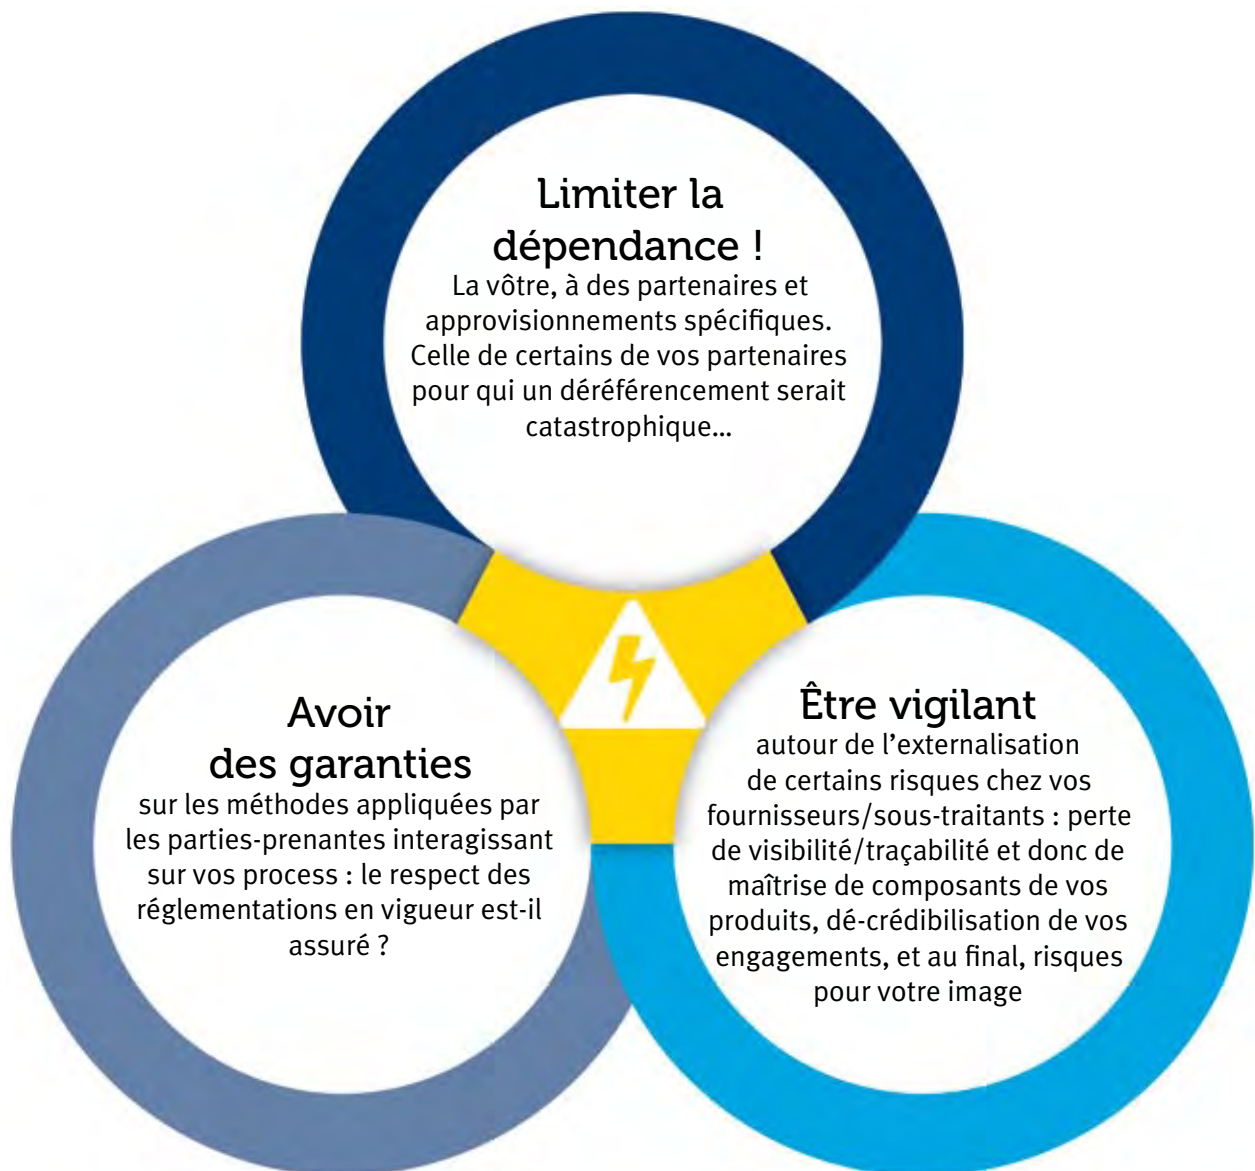 Limiter la
dépendance !
La vôtre, à des partenaires et
approvisionnements spécifiques.
Celle de certains de vos partenaires
pour qui un déréférencement serait
catastrophique...
Avoir
des garanties
sur les méthodes appliquées par
les parties-prenantes interagissant
sur vos process : le respect des
réglementations en vigueur est-il
assuré ?
Être vigilant
autour de l’externalisation
de certains risques chez vos
fournisseurs/sous-traitants : perte
de visibilité/traçabilité et donc de
maîtrise de composants de vos
produits, dé-crédibilisation de vos
engagements, et au final, risques
pour votre image